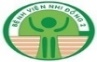 BỆNH VIỆN NHI ĐỒNG 2